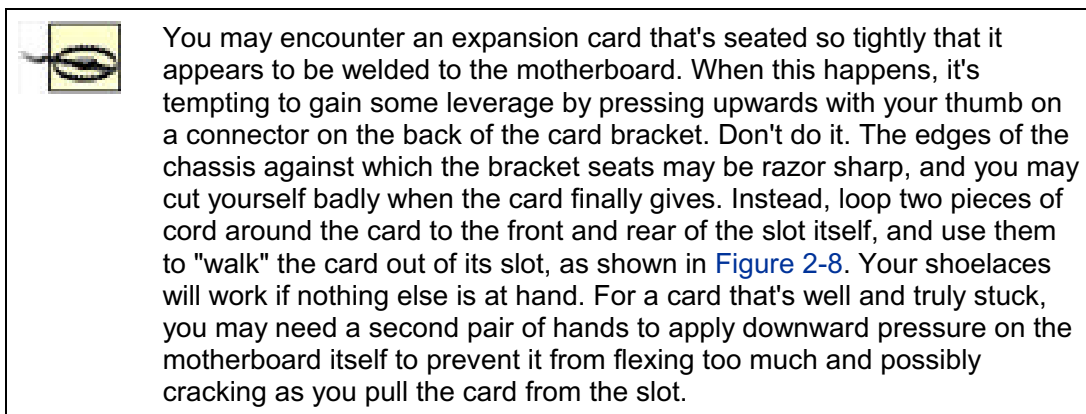 You may encounter an expansion card that's seated so tightly that it
appears to be welded to the motherboard. When this happens, it's
tempting to gain some leverage by pressing upwards with your thumb on
a connector on the back of the card bracket. Don't do it. The edges of the
chassis against which the bracket seats may be razor sharp, and you may
cut yourself badly when the card finally gives. Instead, loop two pieces of
cord around the card to the front and rear of the slot itself, and use them
to "walk" the card out of its slot, as shown in Figure 2-8. Your shoelaces
will work if nothing else is at hand. For a card that's well and truly stuck,
you may need a second pair of hands to apply downward pressure on the
motherboard itself to prevent it from flexing too much and possibly
cracking as you pull the card from the slot.